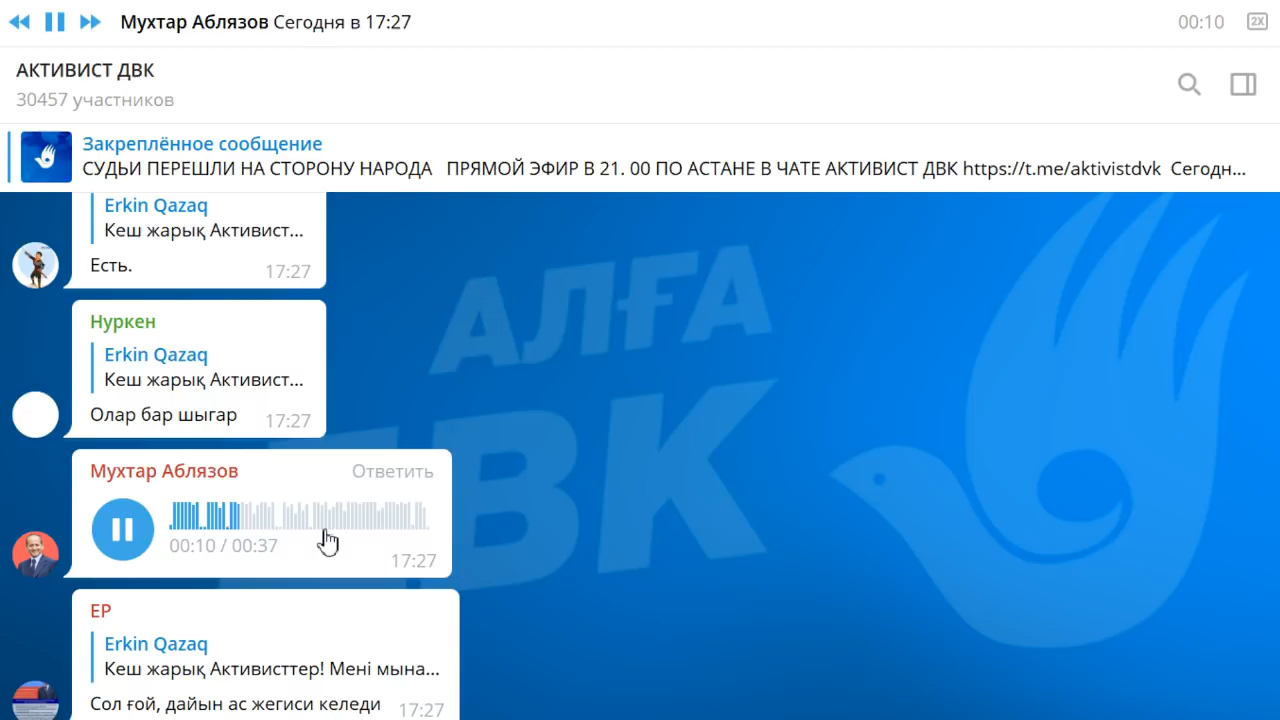 Мухтар Аблязов Сегодня в 17:27
00:10
2X
АКТИВИСТ ДВК
30457 участников
Закреплённое сообщение
СУДЬИ ПЕРЕШЛИ НА СТОРОНУ НАРОДА ПРЯМОЙ ЭФИР В 21. 00 ПО АСТАНЕ В ЧАТЕ АКТИВИСТ ДВК https://t.me/aktivistdvk Сегодн...
Erkin Qazaq
Кеш жарық Активист...
Есть.
17:27
Нуркен
Erkin Qazaq
Кеш жарық Активист...
Олар бар шыгар
17:27
Мухтар Аблязов
Ответить
00:10 / 00:37
17:27
ЕР
Erkin Qazaq
Кеш жарық Активисттер! Мені мына...
Сол ғой, дайын ас жегиси келеди
17:27
АЛҒА
ДВК